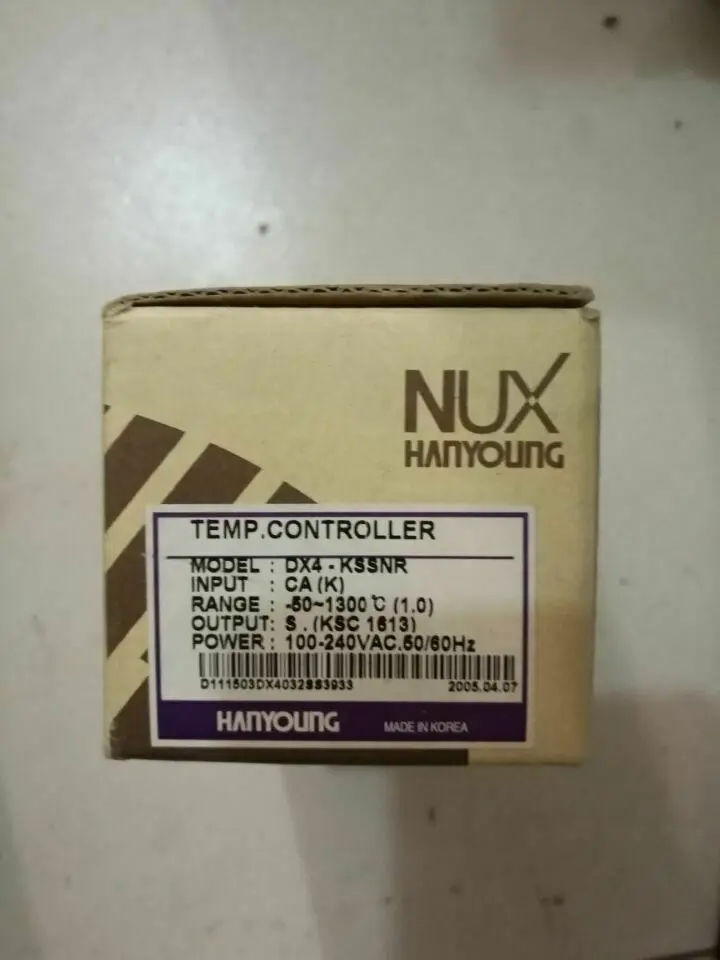 NUX
HANYOUNG
TEMP.CONTROLLER
MODEL : DX4 - KSSNR
INPUT : CA (K)
RANGE : -50~1300 ℃ (1.0)
OUTPUT: S . (KSC 1613)
POWER : 100-240VAC.50/60Hz
D111503DX4032SS3933 2005.04.07
HANYOUNG MADE IN KOREA